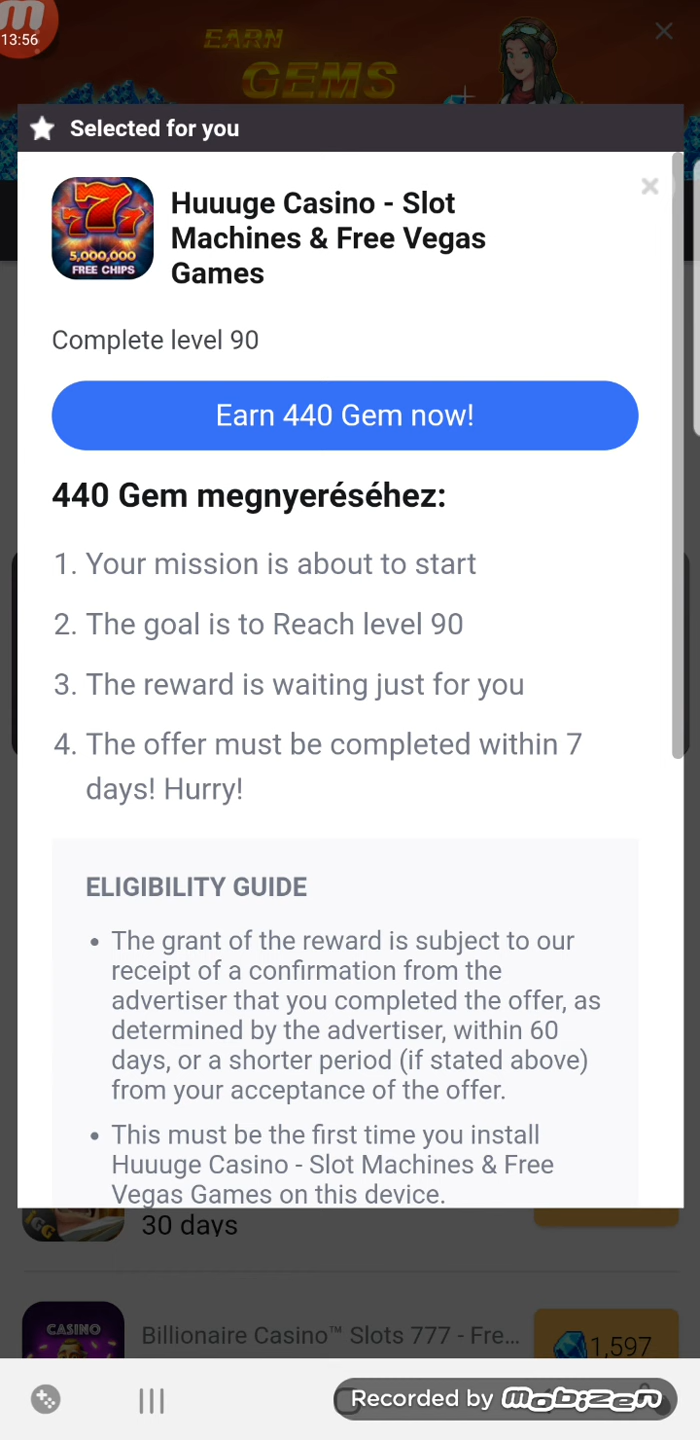 13:56
EARN
GEMS
Selected for you
777
5,000,000
FREE CHIPS
Huuuge Casino - Slot
Machines & Free Vegas
Games
Complete level 90
Earn 440 Gem now!
440 Gem megnyeréséhez:
1. Your mission is about to start
2. The goal is to Reach level 90
3. The reward is waiting just for you
4. The offer must be completed within 7
days! Hurry!
ELIGIBILITY GUIDE
• The grant of the reward is subject to our
receipt of a confirmation from the
advertiser that you completed the offer, as
determined by the advertiser, within 60
days, or a shorter period (if stated above)
from your acceptance of the offer.
• This must be the first time you install
Huuuge Casino - Slot Machines & Free
Vegas Games on this device.
IGG
30 days
CASINO
Billionaire Casino™ Slots 777 - Fre...
1,597
Recorded by mobizen